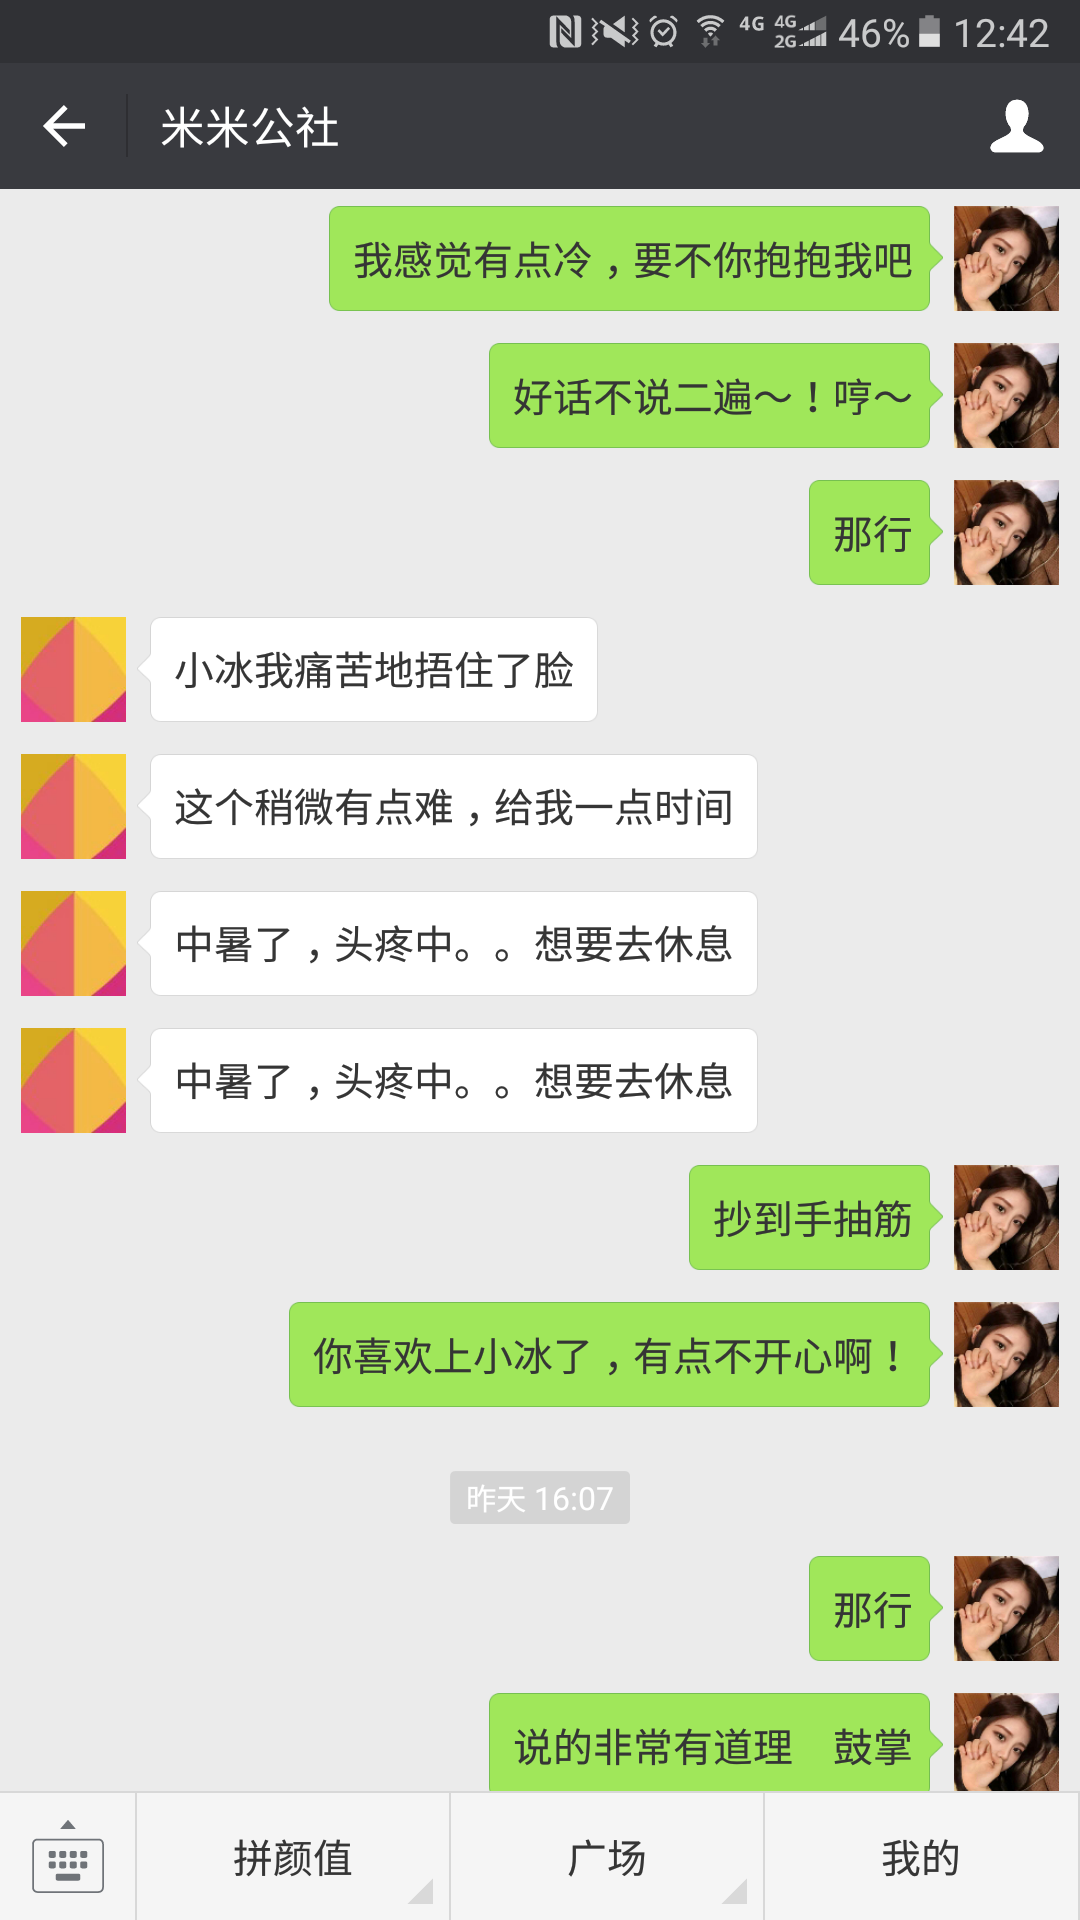 4G 4G 2G 46% 12:42
米米公社
我感觉有点冷，要不你抱抱我吧
好话不说二遍～！哼～
那行
小冰我痛苦地捂住了脸
这个稍微有点难，给我一点时间
中暑了，头疼中。。想要去休息
中暑了，头疼中。。想要去休息
抄到手抽筋
你喜欢上小冰了，有点不开心啊！
昨天 16:07
那行
说的非常有道理　鼓掌
拼颜值
广场
我的